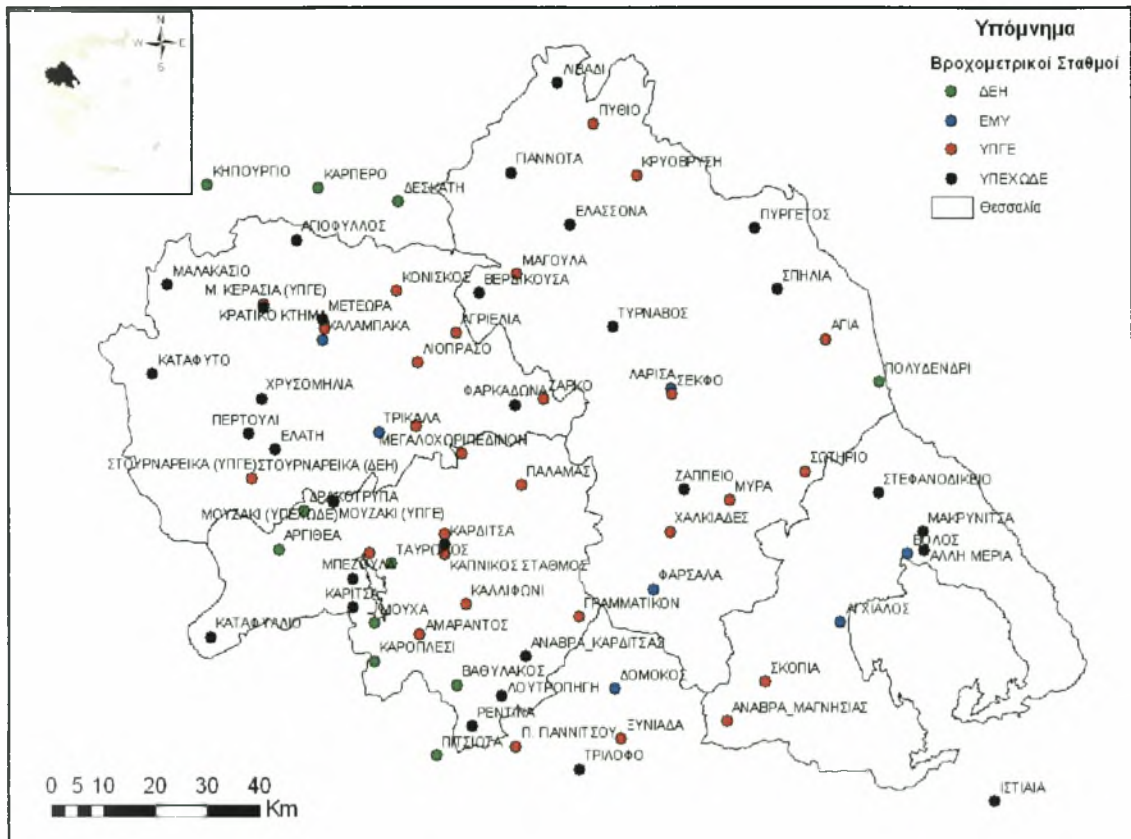 N
W E
S
Υπόμνημα
Βροχομετρικοί Σταθμοί
ΔΕΗ
ΕΜΥ
ΥΠΓΕ
ΥΠΕΧΩΔΕ
Θεσσαλία
ΛΙΒΑΔΙ
ΠΥΘΙΟ
ΓΙΑΝΝΟΤΑ
ΚΡΥΟΒΡΥΣΗ
ΚΗΠΟΥΡΓΙΟ
ΚΑΡΠΕΡΟ
ΔΕΣΚΑΤΗ
ΕΛΑΣΣΟΝΑ
ΠΥΡΓΕΤΟΣ
ΑΓΙΟΦΥΛΛΟΣ
ΜΑΛΑΚΑΣΙΟ
ΜΑΓΟΥΛΑ
ΚΟΝΙΣΚΟΣ
ΒΕΡΔΙΚΟΥΣΑ
ΣΠΗΛΙΑ
Μ. ΚΕΡΑΣΙΑ (ΥΠΓΕ)
ΚΡΑΤΙΚΟ ΚΤΗΜΑ
ΜΕΤΕΩΡΑ
ΚΑΛΑΜΠΑΚΑ
ΑΓΡΙΕΛΙΑ
ΤΥΡΝΑΒΟΣ
ΑΓΙΑ
ΛΙΟΠΡΑΣΟ
ΚΑΤΑΦΥΤΟ
ΠΟΛΥΔΕΝΔΡΙ
ΧΡΥΣΟΜΗΛΙΑ
ΦΑΡΚΑΔΩΝΑ
ΖΑΡΚΟ
ΛΑΡΙΣΑ
ΣΕΚΦΟ
ΠΕΡΤΟΥΛΙ
ΕΛΑΤΗ
ΤΡΙΚΑΛΑ
ΜΕΓΑΛΟΧΩΡΙ
ΠΕΔΙΝΟΝ
ΣΤΟΥΡΝΑΡΕΙΚΑ (ΥΠΓΕ)
ΣΤΟΥΡΝΑΡΕΙΚΑ (ΔΕΗ)
ΠΑΛΑΜΑΣ
ΖΑΠΠΕΙΟ
ΜΥΡΑ
ΣΩΤΗΡΙΟ
ΣΤΕΦΑΝΟΔΙΚΕΙΟ
ΔΡΑΚΟΤΡΥΠΑ
ΜΟΥΖΑΚΙ (ΥΠΕΧΩΔΕ)
ΜΟΥΖΑΚΙ (ΥΠΓΕ)
ΧΑΛΚΙΑΔΕΣ
ΜΑΚΡΥΝΙΤΣΑ
ΑΡΓΙΘΕΑ
ΚΑΡΔΙΤΣΑ
ΒΟΛΟΣ
ΑΛΛΗ ΜΕΡΙΑ
ΜΠΕΖΟΥΛΑ
ΤΑΥΡΩΠΟΣ
ΚΑΠΝΙΚΟΣ ΣΤΑΘΜΟΣ
ΚΑΡΙΤΣΑ
ΚΑΛΛΙΦΩΝΙ
ΦΑΡΣΑΛΑ
ΜΟΥΧΑ
ΓΡΑΜΜΑΤΙΚΟΝ
ΑΓΧΙΑΛΟΣ
ΚΑΤΑΦΥΛΛΙΟ
ΑΜΑΡΑΝΤΟΣ
ΚΑΡΟΠΛΕΣΙ
ΑΝΑΒΡΑ_ΚΑΡΔΙΤΣΑΣ
ΒΑΘΥΛΑΚΟΣ
ΔΟΜΟΚΟΣ
ΣΚΟΠΙΑ
ΛΟΥΤΡΟΠΗΓΗ
ΡΕΝΤΙΝΑ
ΑΝΑΒΡΑ_ΜΑΓΝΗΣΙΑΣ
ΠΙΤΣΙΩΤΑ
Π. ΓΙΑΝΝΙΤΣΟΥ
ΞΥΝΙΑΔΑ
ΤΡΙΛΟΦΟ
ΙΣΤΙΑΙΑ
0 5 10 20 30 40
Km